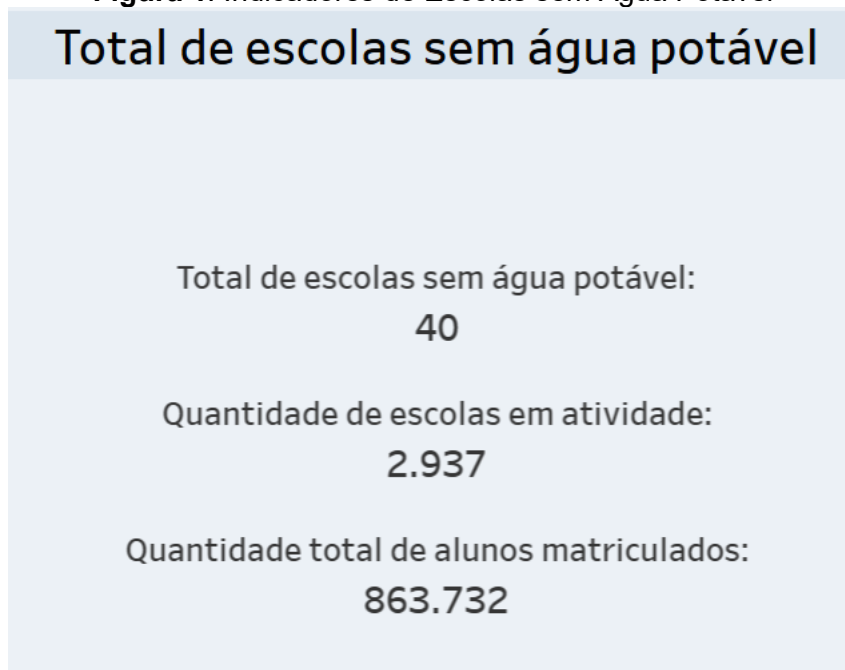 Total de escolas sem água potável
Total de escolas sem água potável:
40
Quantidade de escolas em atividade:
2.937
Quantidade total de alunos matriculados:
863.732